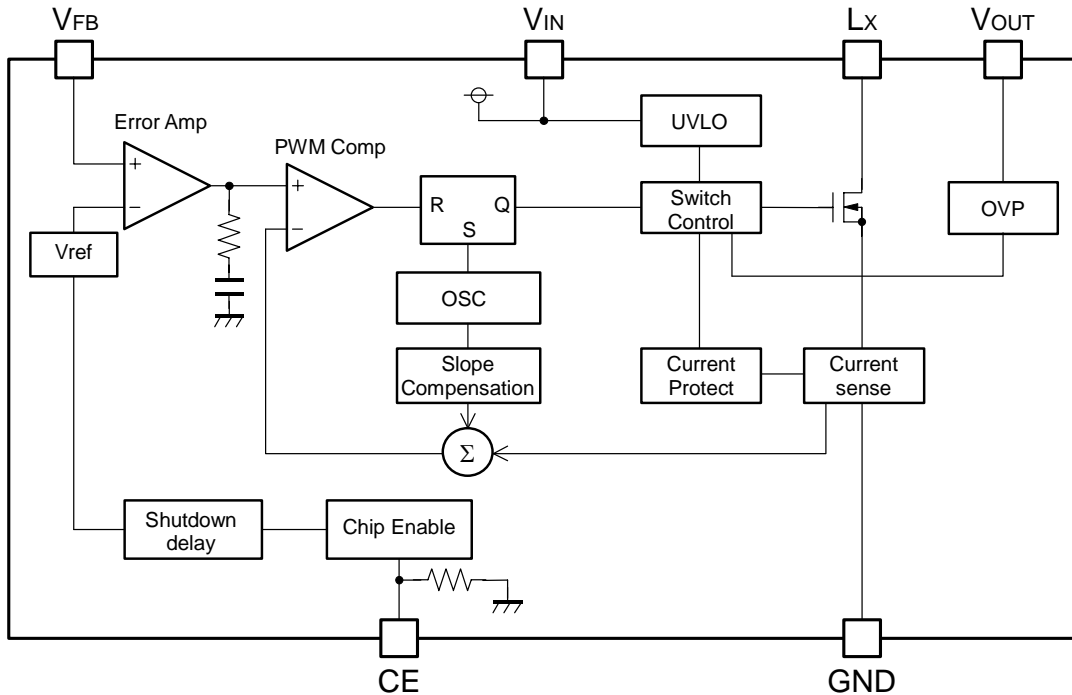 VFB
VIN
LX
VOUT
Error Amp
+
−
PWM Comp
+
−
UVLO
R
Q
S
Switch
Control
OVP
Vref
OSC
Slope
Compensation
Current
Protect
Current
sense
Σ
Shutdown
delay
Chip Enable
CE
GND